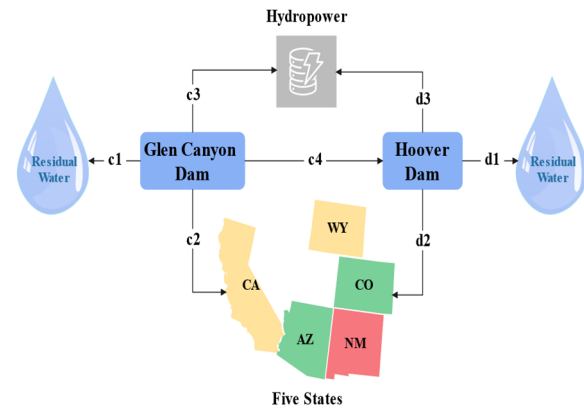 Hydropower
c3
d3
Residual
Water
c1
Glen Canyon
Dam
c4
Hoover
Dam
d1
Residual
Water
c2
WY
d2
CA
CO
AZ
NM
Five States